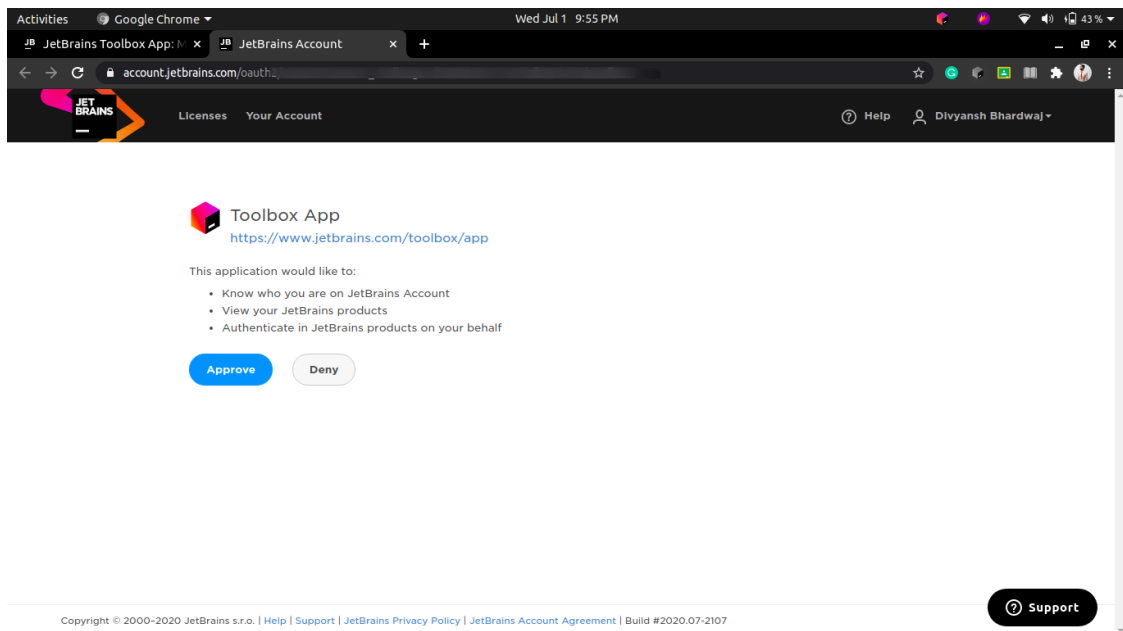 Activities Google Chrome Wed Jul 1 9:55 PM 43 %
JB JetBrains Toolbox App: M JB JetBrains Account
account.jetbrains.com/oauth2
JET
BRAINS
Licenses Your Account Help Divyansh Bhardwaj
Toolbox App
https://www.jetbrains.com/toolbox/app
This application would like to:
• Know who you are on JetBrains Account
• View your JetBrains products
• Authenticate in JetBrains products on your behalf
Approve Deny
Support
Copyright © 2000–2020 JetBrains s.r.o. | Help | Support | JetBrains Privacy Policy | JetBrains Account Agreement | Build #2020.07-2107